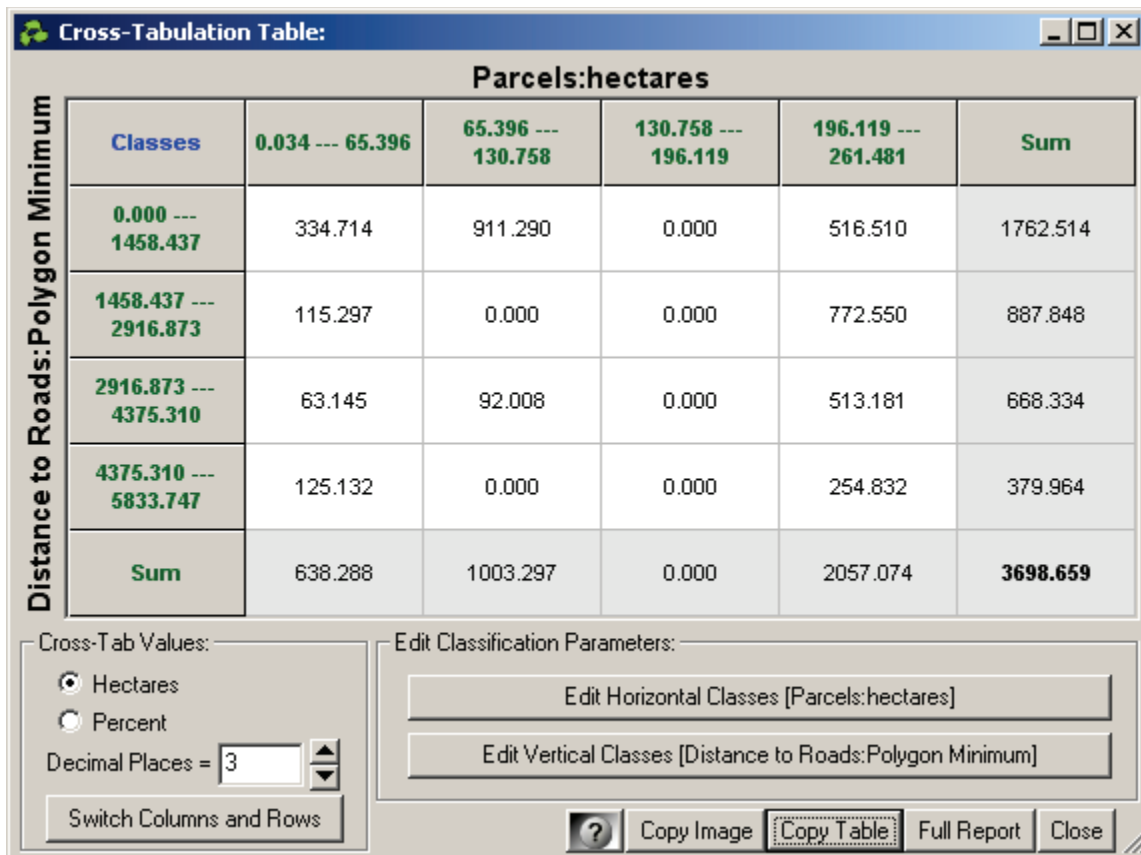 Cross-Tabulation Table:
Parcels:hectares
Distance to Roads:Polygon Minimum
Classes 0.034 --- 65.396 65.396 --- 130.758 130.758 --- 196.119 196.119 --- 261.481 Sum
0.000 --- 1458.437 334.714 911.290 0.000 516.510 1762.514
1458.437 --- 2916.873 115.297 0.000 0.000 772.550 887.848
2916.873 --- 4375.310 63.145 92.008 0.000 513.181 668.334
4375.310 --- 5833.747 125.132 0.000 0.000 254.832 379.964
Sum 638.288 1003.297 0.000 2057.074 3698.659
Cross-Tab Values:
Hectares
Percent
Decimal Places = 3
Switch Columns and Rows
Edit Classification Parameters:
Edit Horizontal Classes [Parcels:hectares]
Edit Vertical Classes [Distance to Roads:Polygon Minimum]
? Copy Image Copy Table Full Report Close